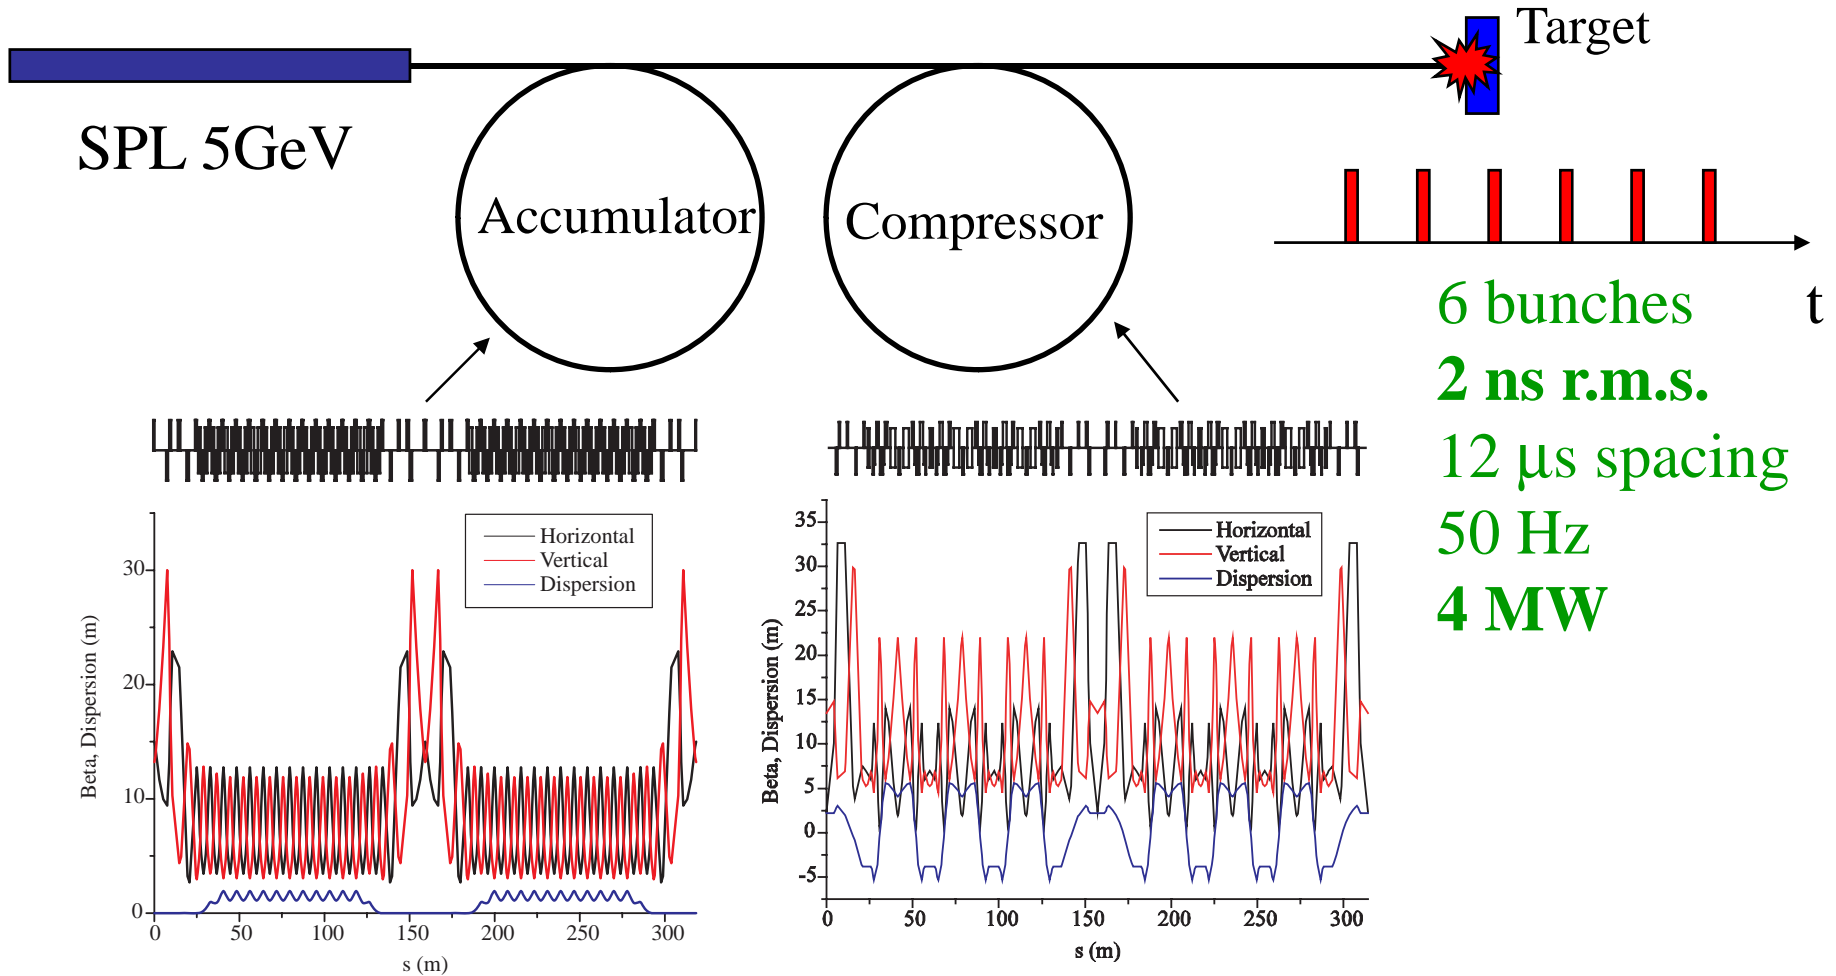 Target
SPL 5GeV
Accumulator
Compressor
6 bunches
t
2 ns r.m.s.
12 μs spacing
50 Hz
4 MW
Horizontal
Vertical
Dispersion
30
20
10
0
Beta, Dispersion (m)
0 50 100 150 200 250 300
s (m)
Horizontal
Vertical
Dispersion
35
30
25
20
15
10
5
0
-5
Beta, Dispersion (m)
0 50 100 150 200 250 300
s (m)